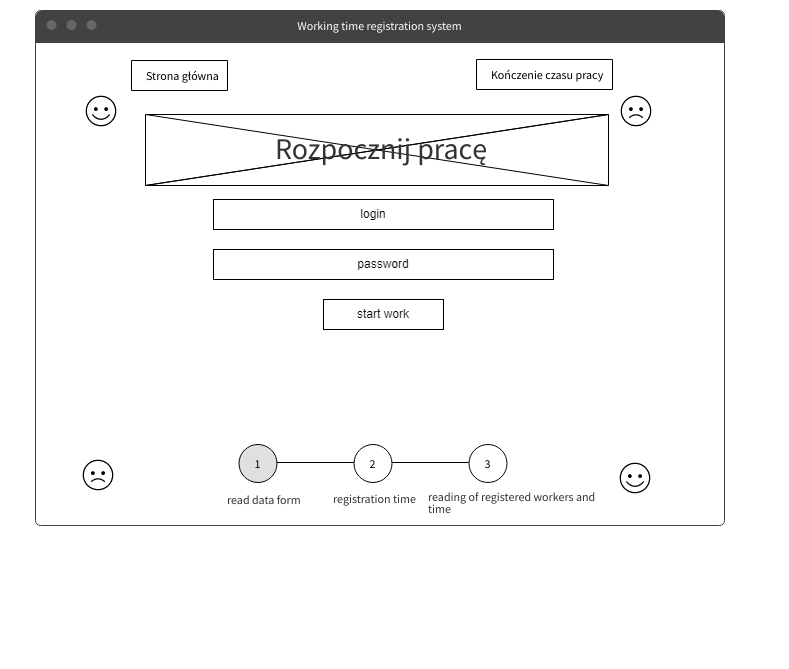 Working time registration system
Strona główna
Kończenie czasu pracy
Rozpocznij pracę
login
password
start work
1
2
3
read data form
registration time
reading of registered workers and
time